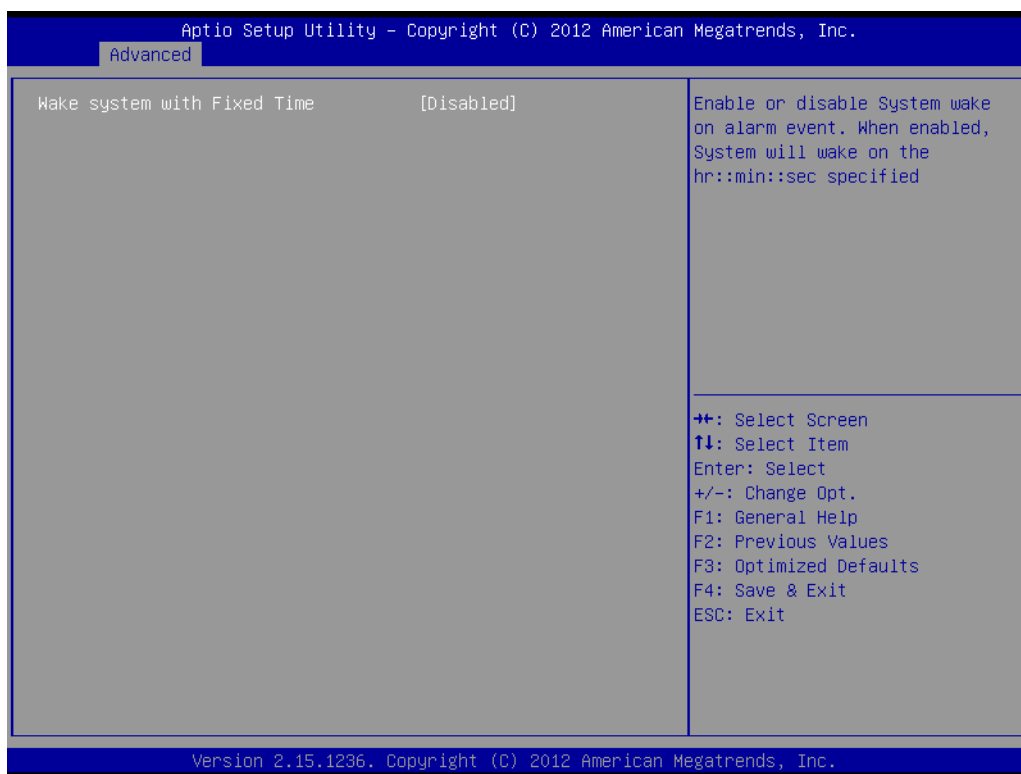 Aptio Setup Utility – Copyright (C) 2012 American Megatrends, Inc.
Advanced
Wake system with Fixed Time [Disabled]
Enable or disable System wake
on alarm event. When enabled,
System will wake on the
hr::min::sec specified
→←: Select Screen
↑↓: Select Item
Enter: Select
+/-: Change Opt.
F1: General Help
F2: Previous Values
F3: Optimized Defaults
F4: Save & Exit
ESC: Exit
Version 2.15.1236. Copyright (C) 2012 American Megatrends, Inc.